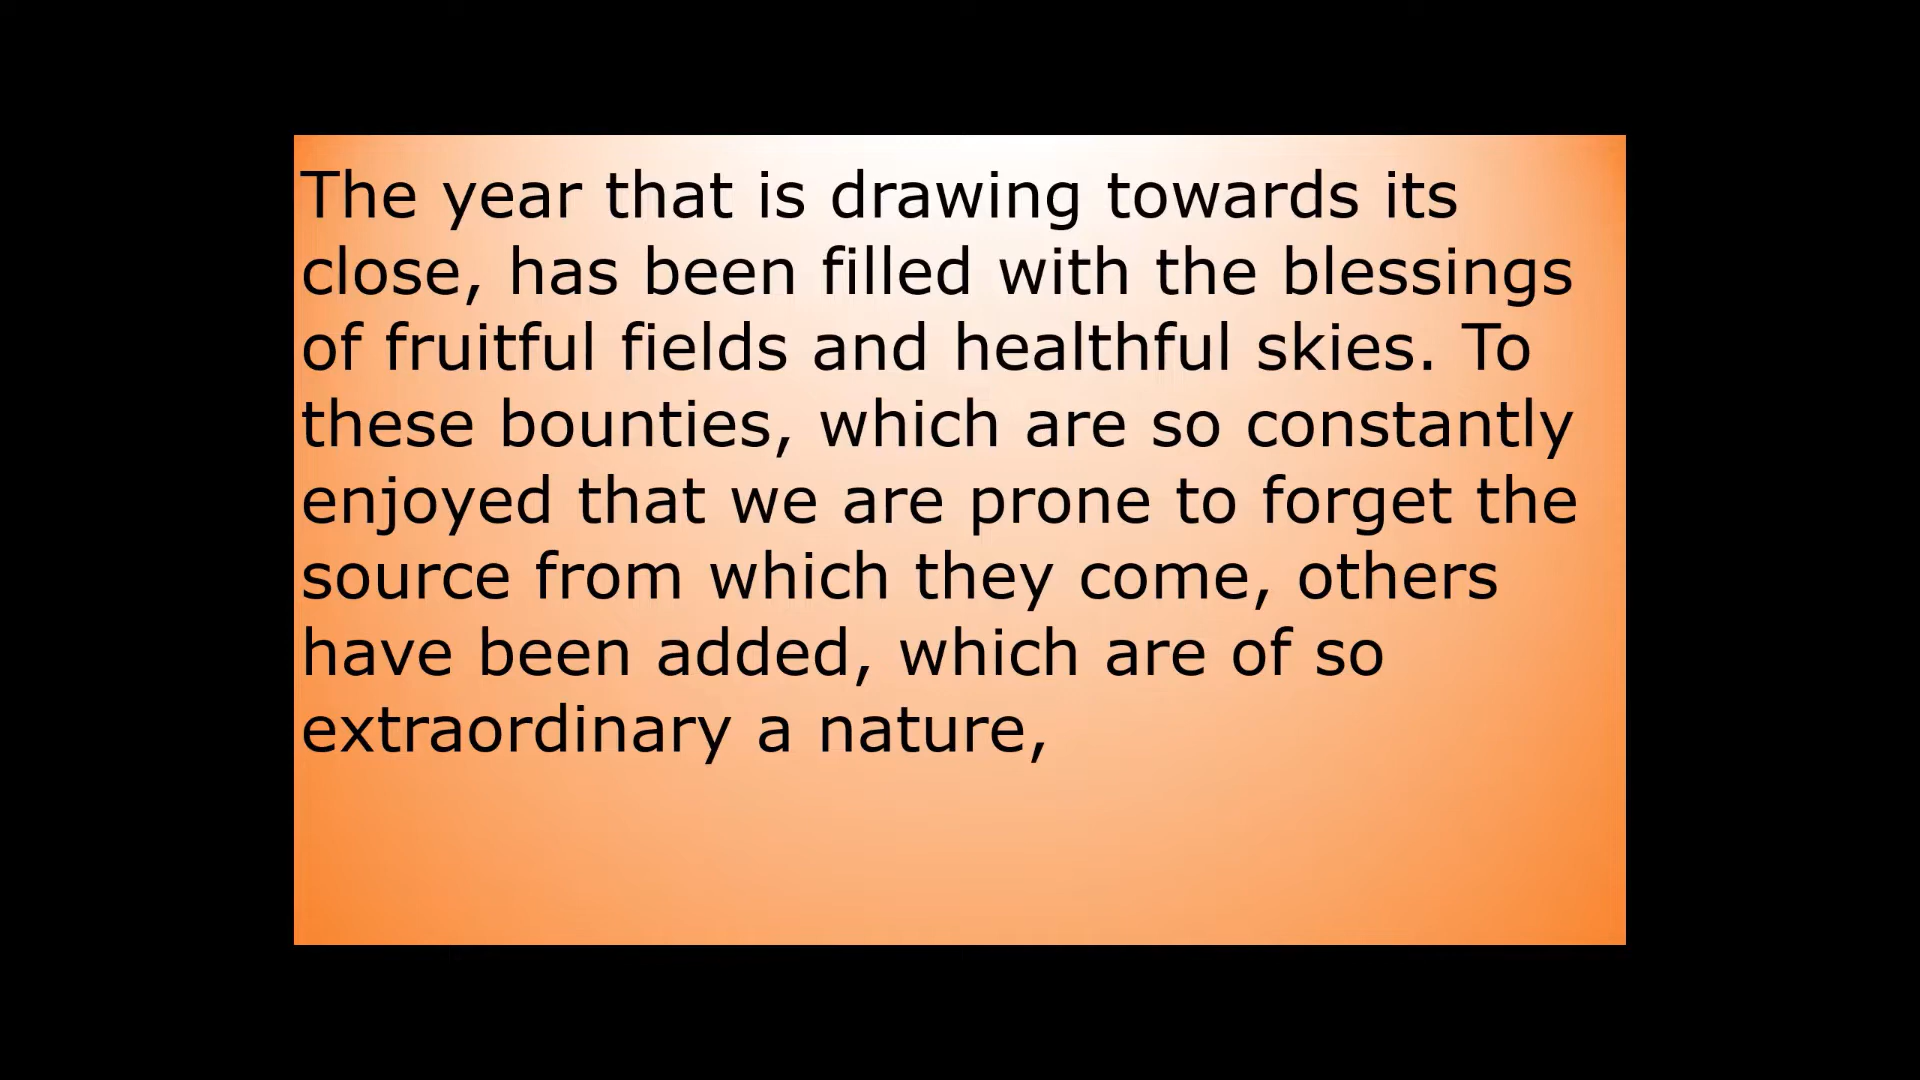 The year that is drawing towards its
close, has been filled with the blessings
of fruitful fields and healthful skies. To
these bounties, which are so constantly
enjoyed that we are prone to forget the
source from which they come, others
have been added, which are of so
extraordinary a nature,